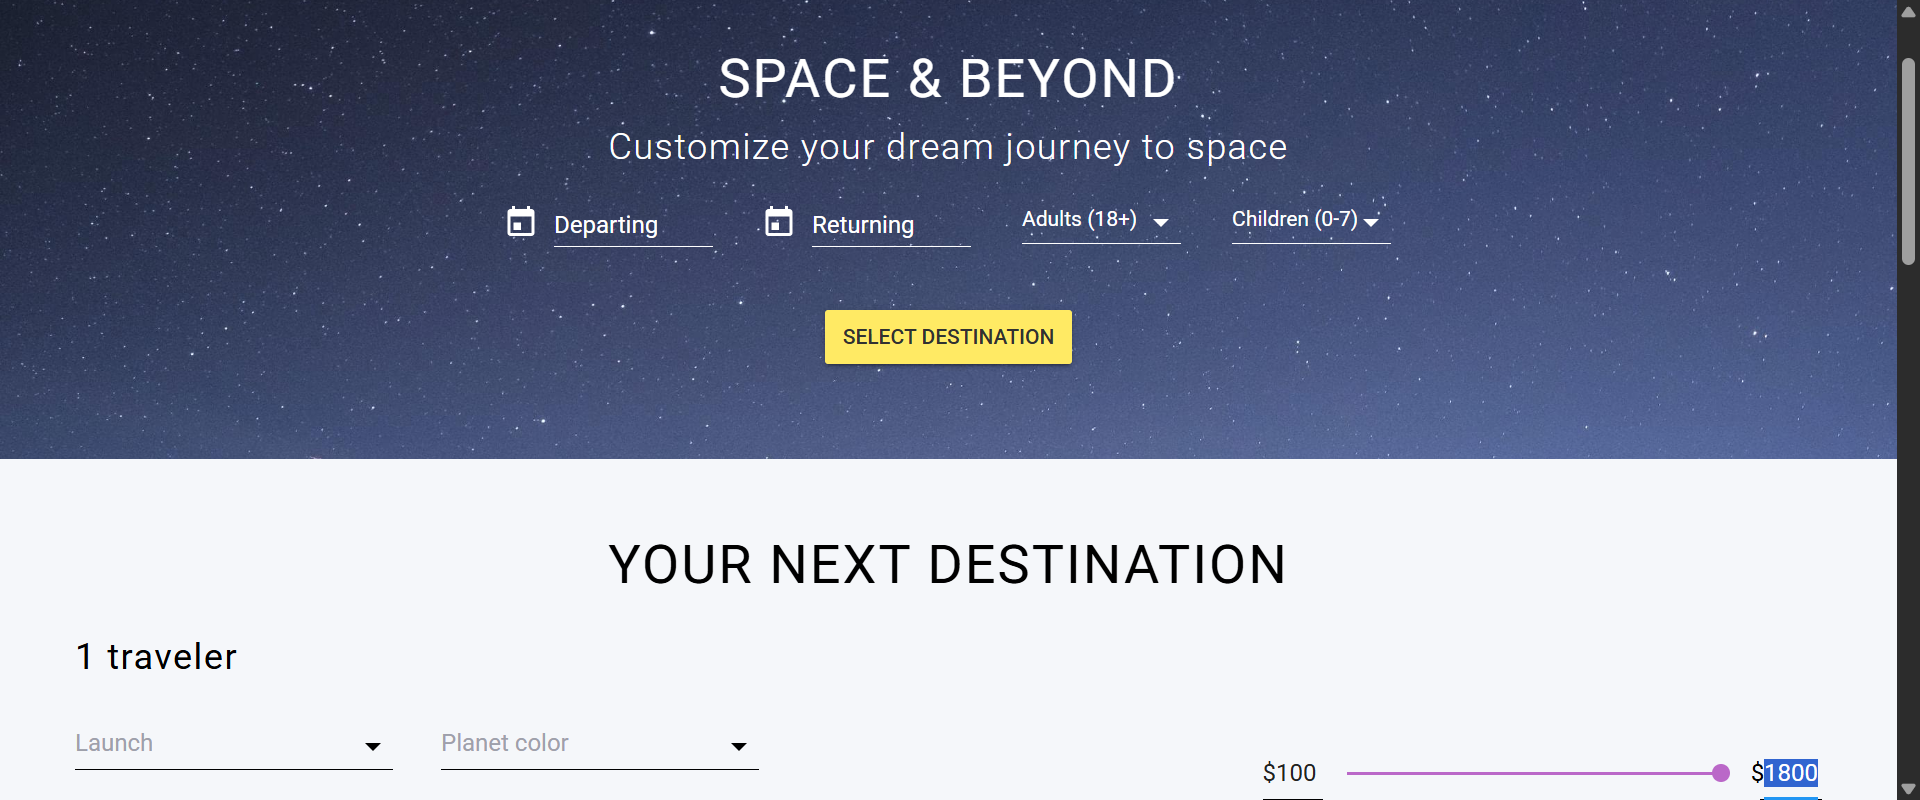 SPACE & BEYOND
Customize your dream journey to space
Departing
Returning
Adults (18+)
Children (0-7)
SELECT DESTINATION
YOUR NEXT DESTINATION
1 traveler
Launch
Planet color
$100
$1800